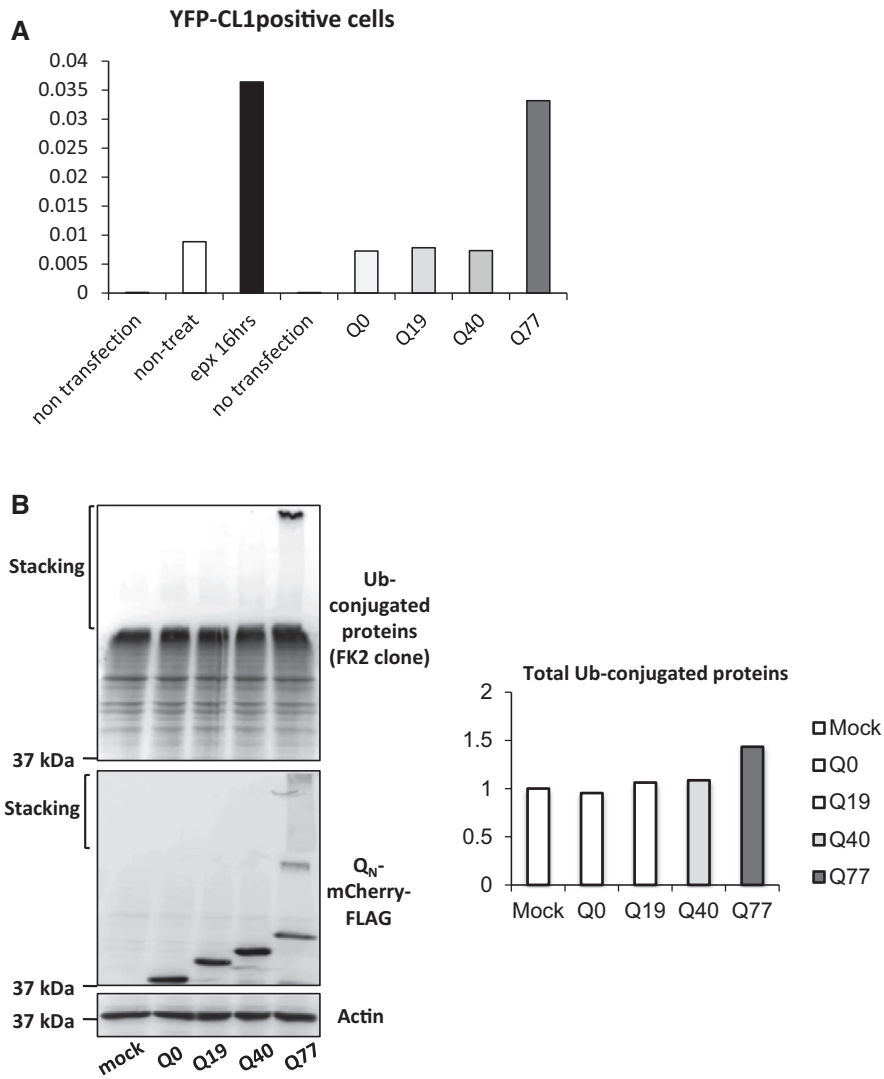 A
YFP-CL1positive cells
0.04
0.035
0.03
0.025
0.02
0.015
0.01
0.005
0
non transfection
non-treat
epx 16hrs
no transfection
Q0
Q19
Q40
Q77
B
Stacking
Ub-
conjugated
proteins
(FK2 clone)
37 kDa
Stacking
QN-
mCherry-
FLAG
37 kDa
37 kDa
Actin
mock
Q0
Q19
Q40
Q77
Total Ub-conjugated proteins
2
1.5
1
0.5
0
Mock
Q0
Q19
Q40
Q77
Mock
Q0
Q19
Q40
Q77